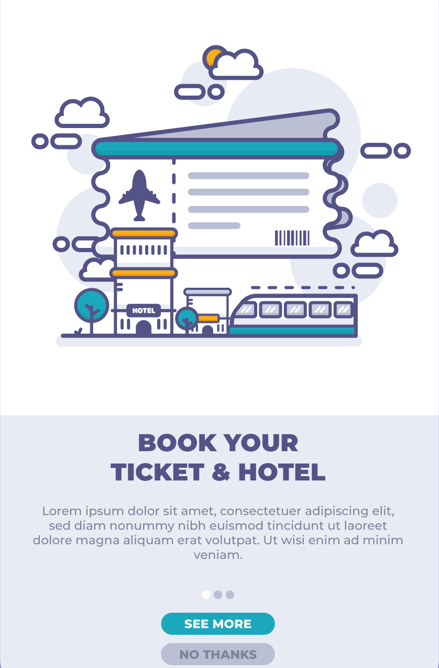 HOTEL
BOOK YOUR
TICKET & HOTEL
Lorem ipsum dolor sit amet, consectetuer adipiscing elit,
sed diam nonummy nibh euismod tincidunt ut laoreet
dolore magna aliquam erat volutpat. Ut wisi enim ad minim
veniam.
SEE MORE
NO THANKS